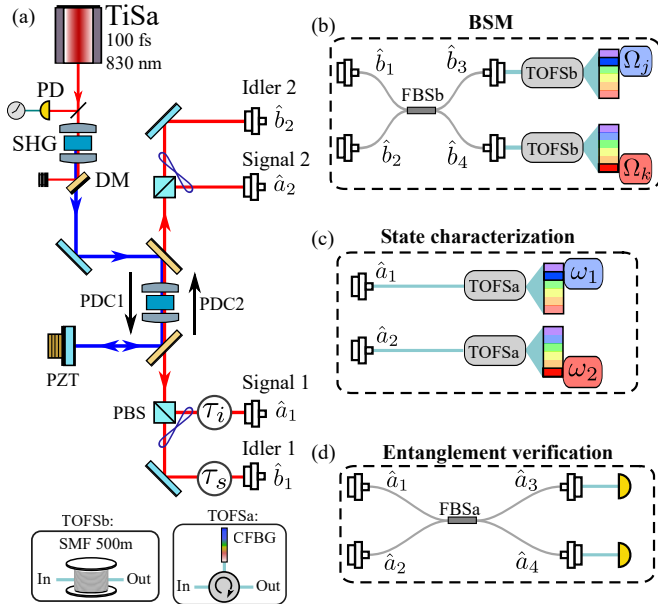 (a)
TiSa
100 fs
830 nm
PD
SHG
DM
Idler 2
b̂₂
Signal 2
â₂
PDC1
PDC2
PZT
PBS
Signal 1
τᵢ
â₁
Idler 1
τₛ
b̂₁
TOFSb:
SMF 500m
In
Out
TOFSa:
CFBG
In
Out
(b)
BSM
b̂₁
b̂₃
FBSb
TOFSb
Ωⱼ
b̂₂
b̂₄
TOFSb
Ωₖ
(c)
State characterization
â₁
TOFSa
ω₁
â₂
TOFSa
ω₂
(d)
Entanglement verification
â₁
â₃
FBSa
â₂
â₄